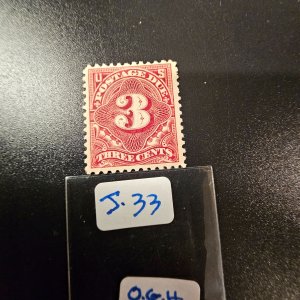 U S
POSTAGE DUE
3
THREE CENTS
J-33
O.G.H.